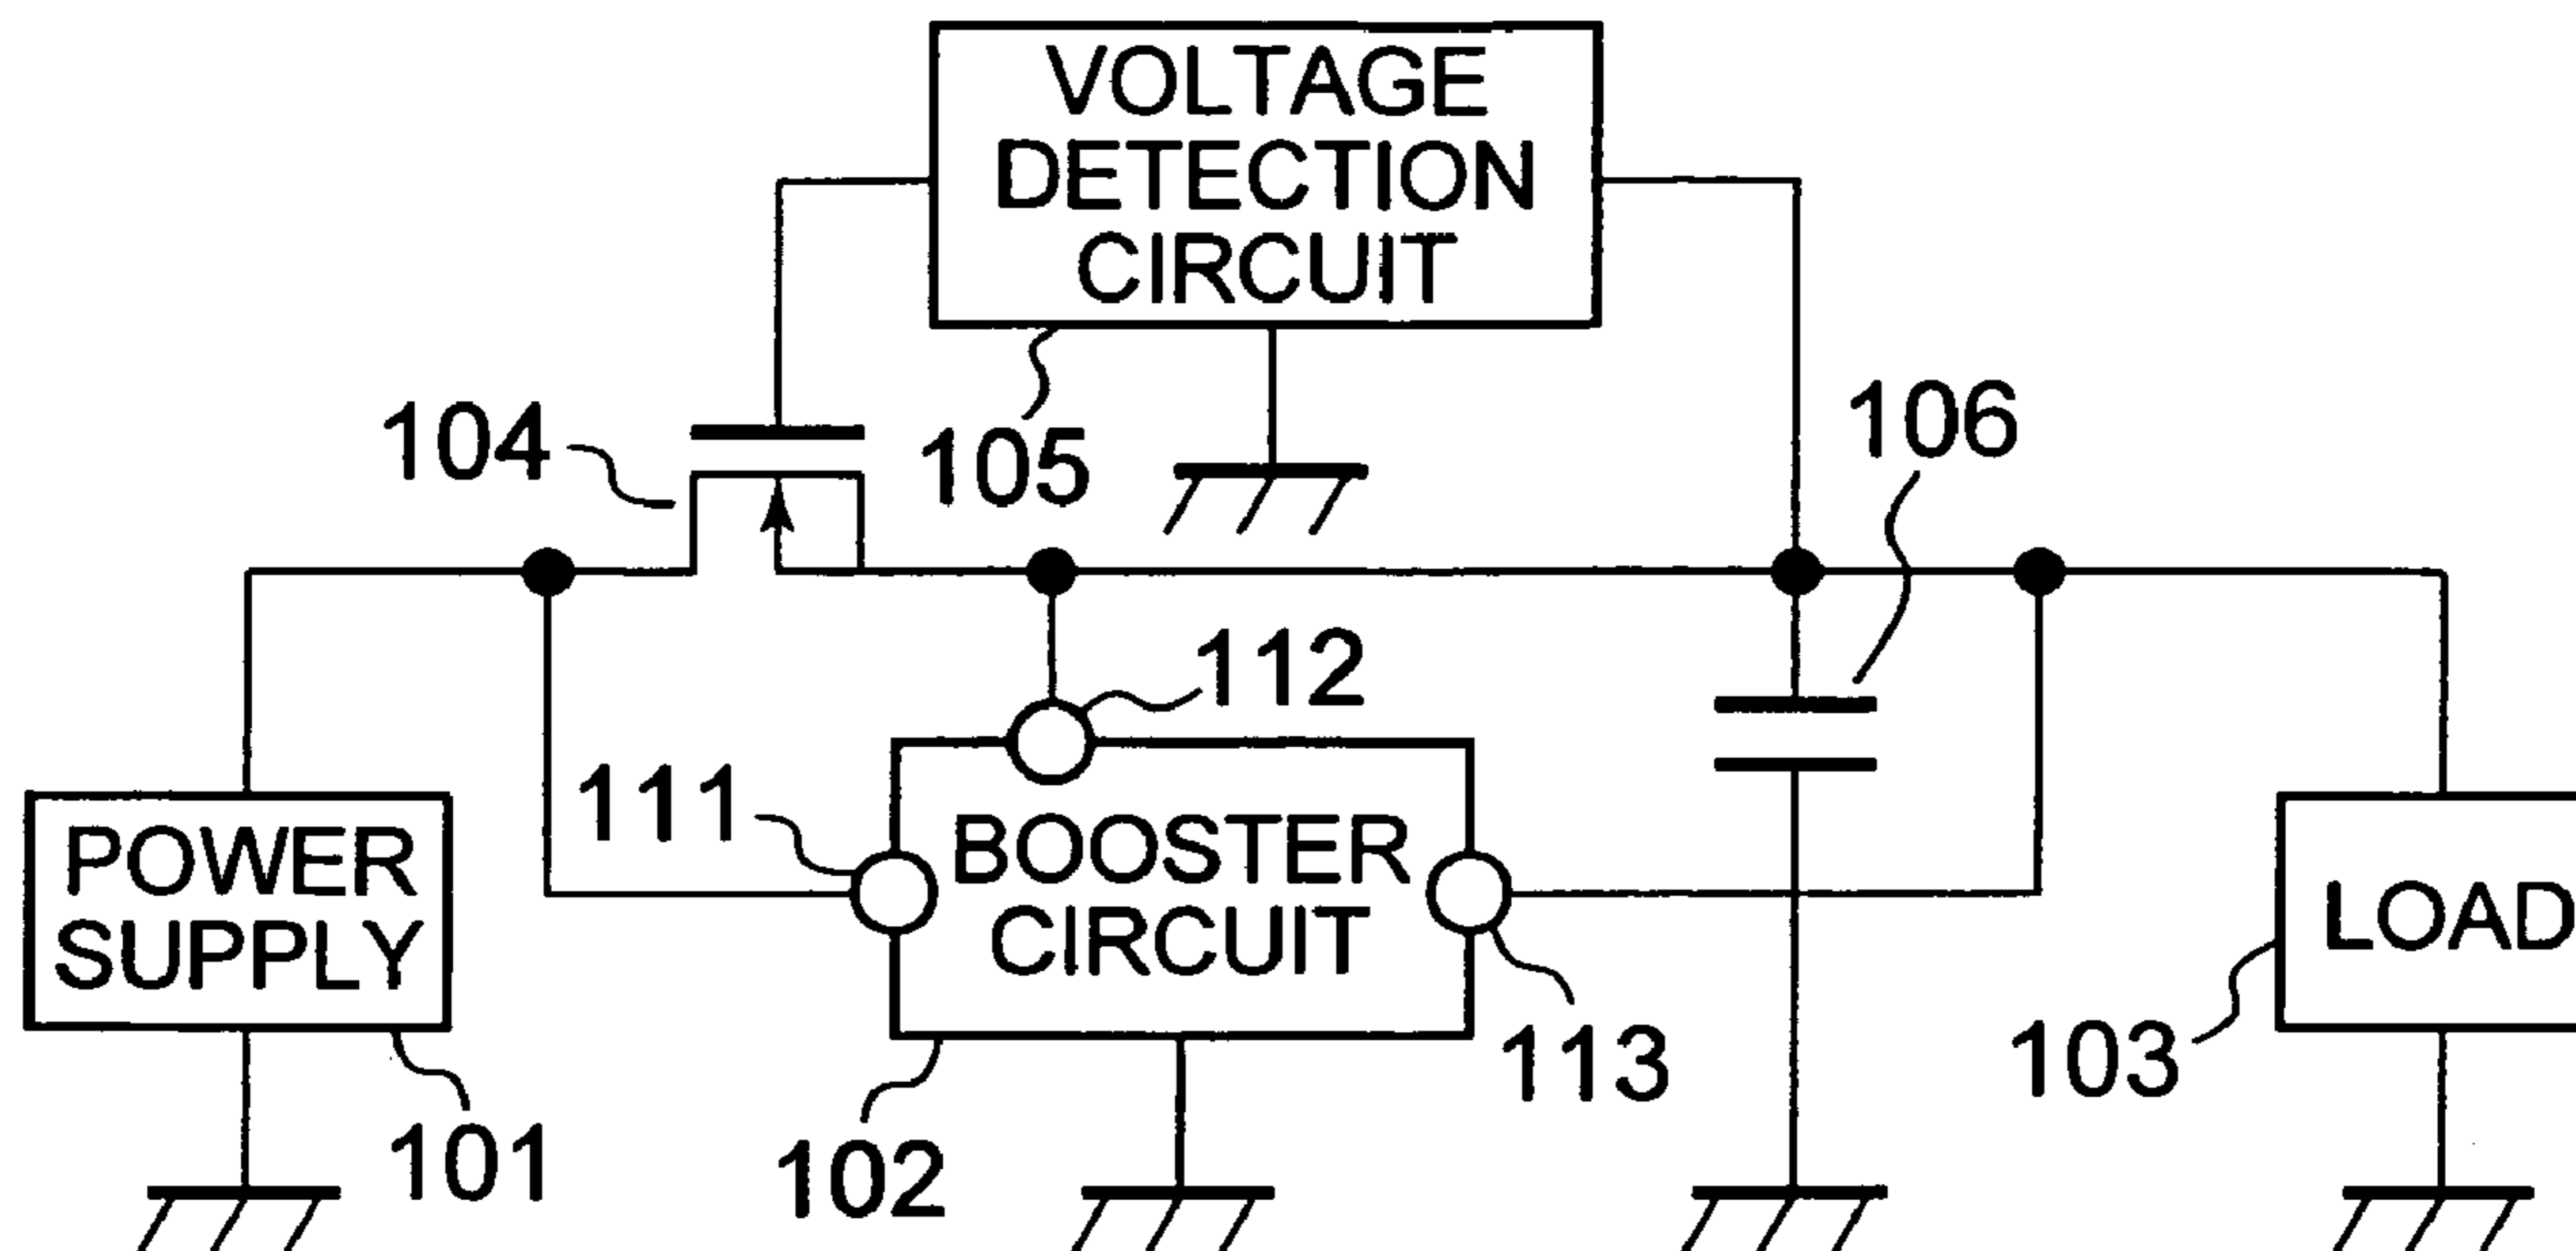 VOLTAGE
DETECTION
CIRCUIT
104
105
106
112
111
POWER
SUPPLY
BOOSTER
CIRCUIT
LOAD
101
102
113
103